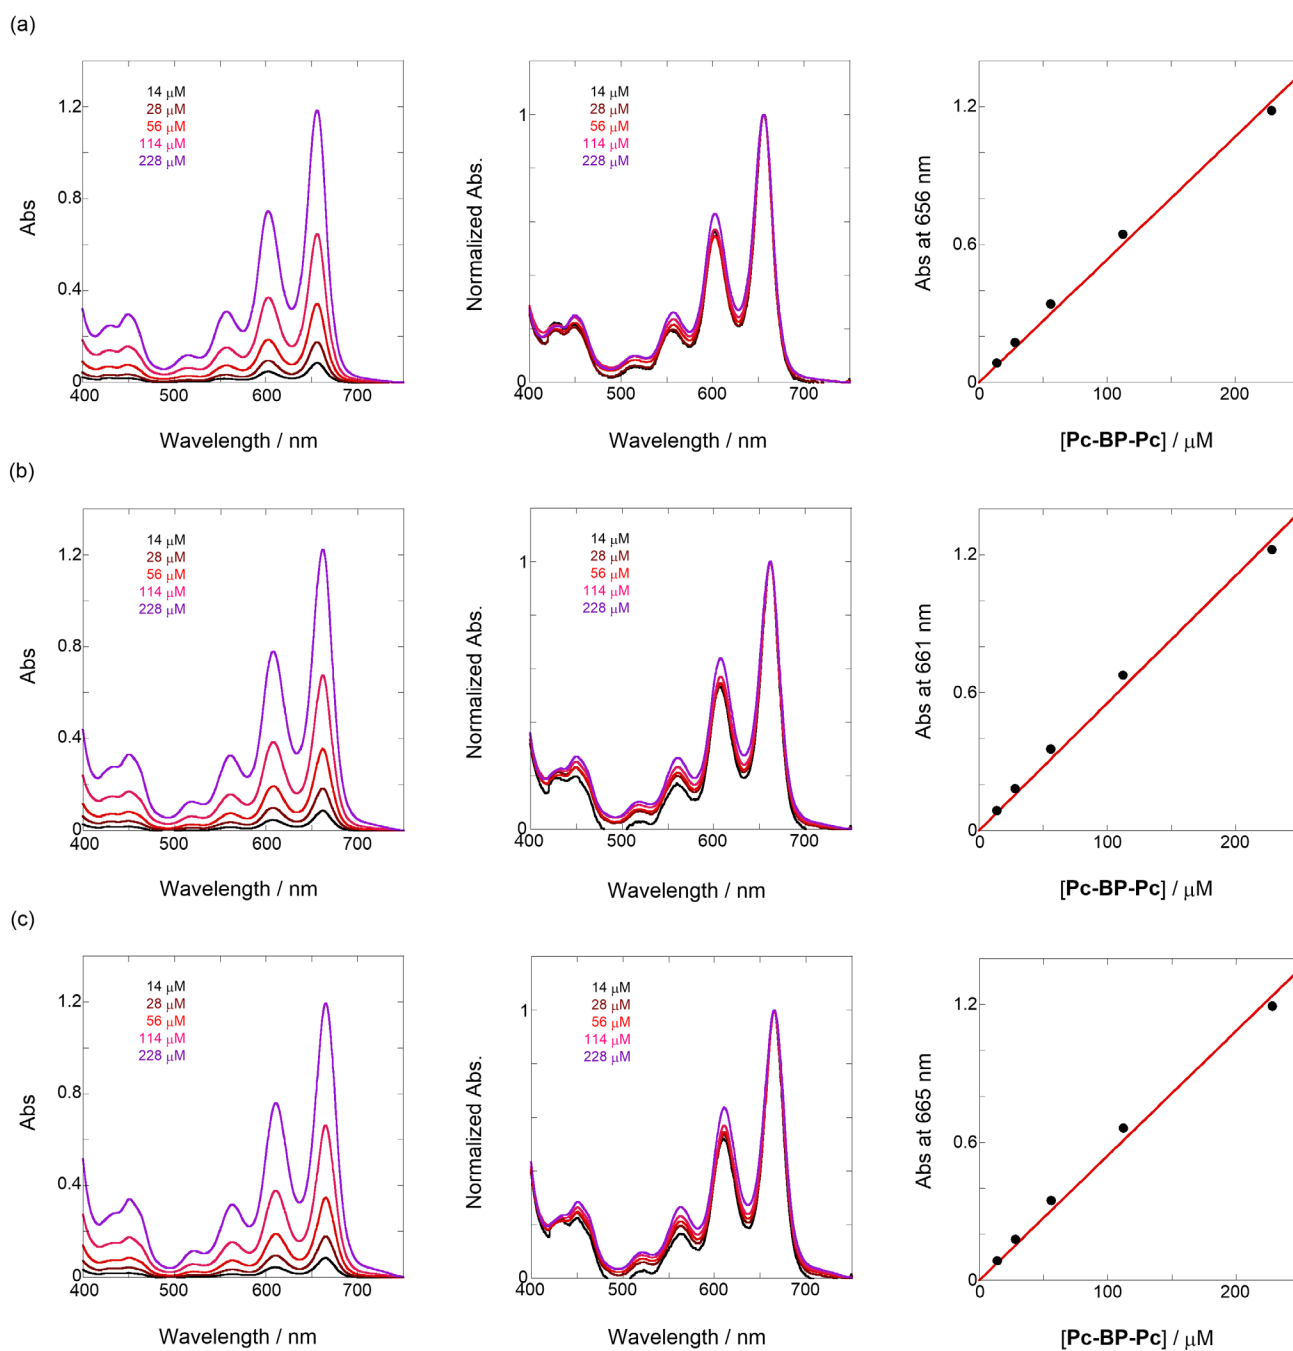 (a)
1.2
0.8
0.4
0
Abs
14 μM
28 μM
56 μM
114 μM
228 μM
400 500 600 700
Wavelength / nm
1
0
Normalized Abs.
14 μM
28 μM
56 μM
114 μM
228 μM
400 500 600 700
Wavelength / nm
1.2
0.6
0
Abs at 656 nm
0 100 200
[Pc-BP-Pc] / μM
(b)
1.2
0.8
0.4
0
Abs
14 μM
28 μM
56 μM
114 μM
228 μM
400 500 600 700
Wavelength / nm
1
0
Normalized Abs.
14 μM
28 μM
56 μM
114 μM
228 μM
400 500 600 700
Wavelength / nm
1.2
0.6
0
Abs at 661 nm
0 100 200
[Pc-BP-Pc] / μM
(c)
1.2
0.8
0.4
0
Abs
14 μM
28 μM
56 μM
114 μM
228 μM
400 500 600 700
Wavelength / nm
1
0
Normalized Abs.
14 μM
28 μM
56 μM
114 μM
228 μM
400 500 600 700
Wavelength / nm
1.2
0.6
0
Abs at 665 nm
0 100 200
[Pc-BP-Pc] / μM